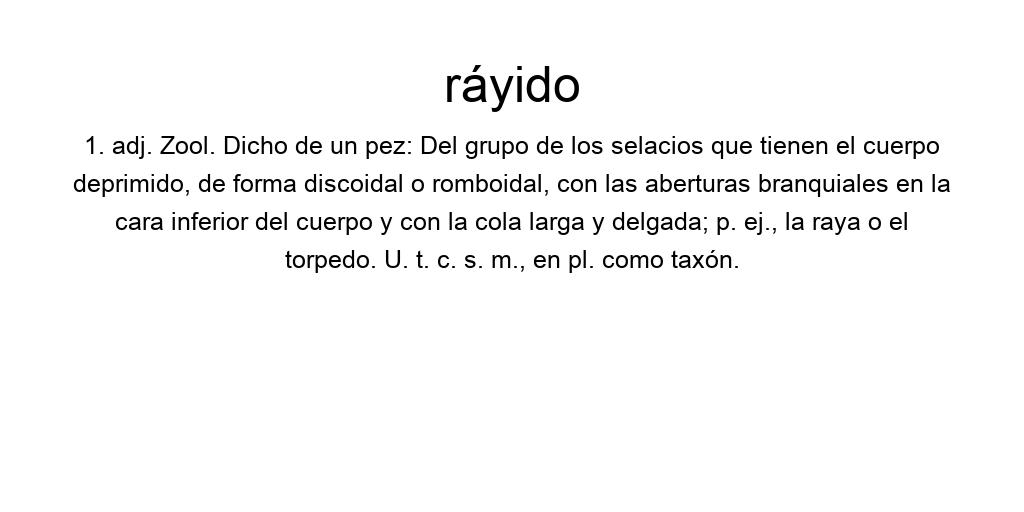 ráyido
1. adj. Zool. Dicho de un pez: Del grupo de los selacios que tienen el cuerpo
deprimido, de forma discoidal o romboidal, con las aberturas branquiales en la
cara inferior del cuerpo y con la cola larga y delgada; p. ej., la raya o el
torpedo. U. t. c. s. m., en pl. como taxón.